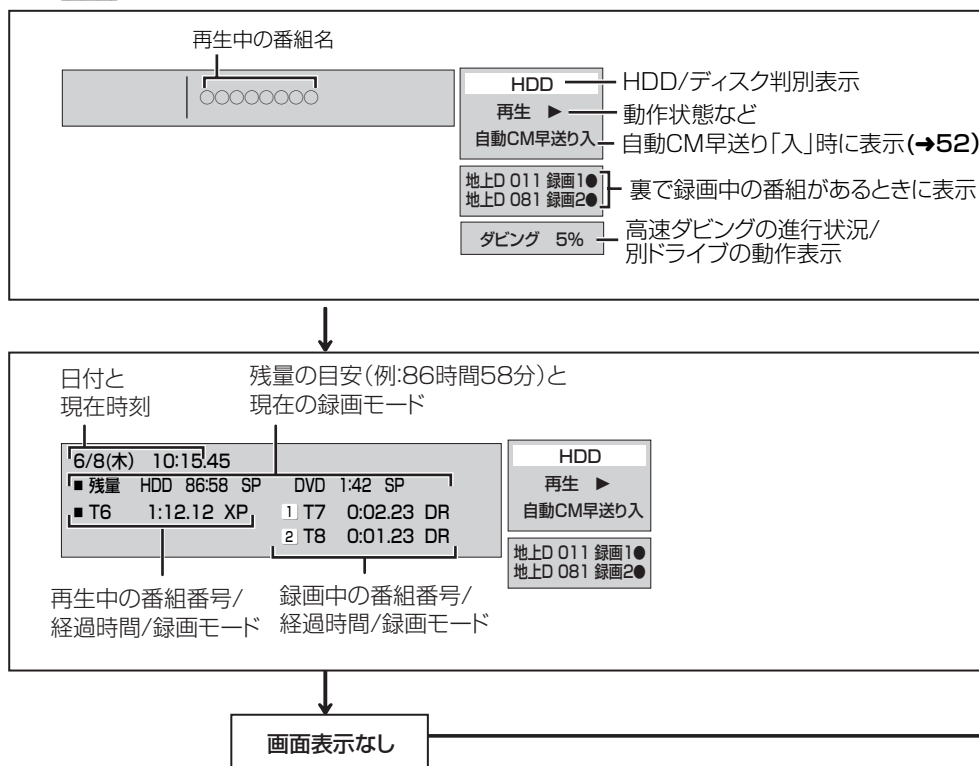 再生中の番組名
○○○○○○○○
HDD
再生 ▶
自動CM早送り入
HDD/ディスク判別表示
動作状態など
自動CM早送り「入」時に表示(➜52)
地上D 011 録画1●
地上D 081 録画2●
裏で録画中の番組があるときに表示
ダビング 5%
高速ダビングの進行状況/
別ドライブの動作表示
日付と
現在時刻
残量の目安(例:86時間58分)と
現在の録画モード
6/8(木) 10:15.45
■ 残量 HDD 86:58 SP DVD 1:42 SP
■ T6 1:12.12 XP 1 T7 0:02.23 DR
2 T8 0:01.23 DR
HDD
再生 ▶
自動CM早送り入
地上D 011 録画1●
地上D 081 録画2●
再生中の番組番号/
経過時間/録画モード
録画中の番組番号/
経過時間/録画モード
画面表示なし